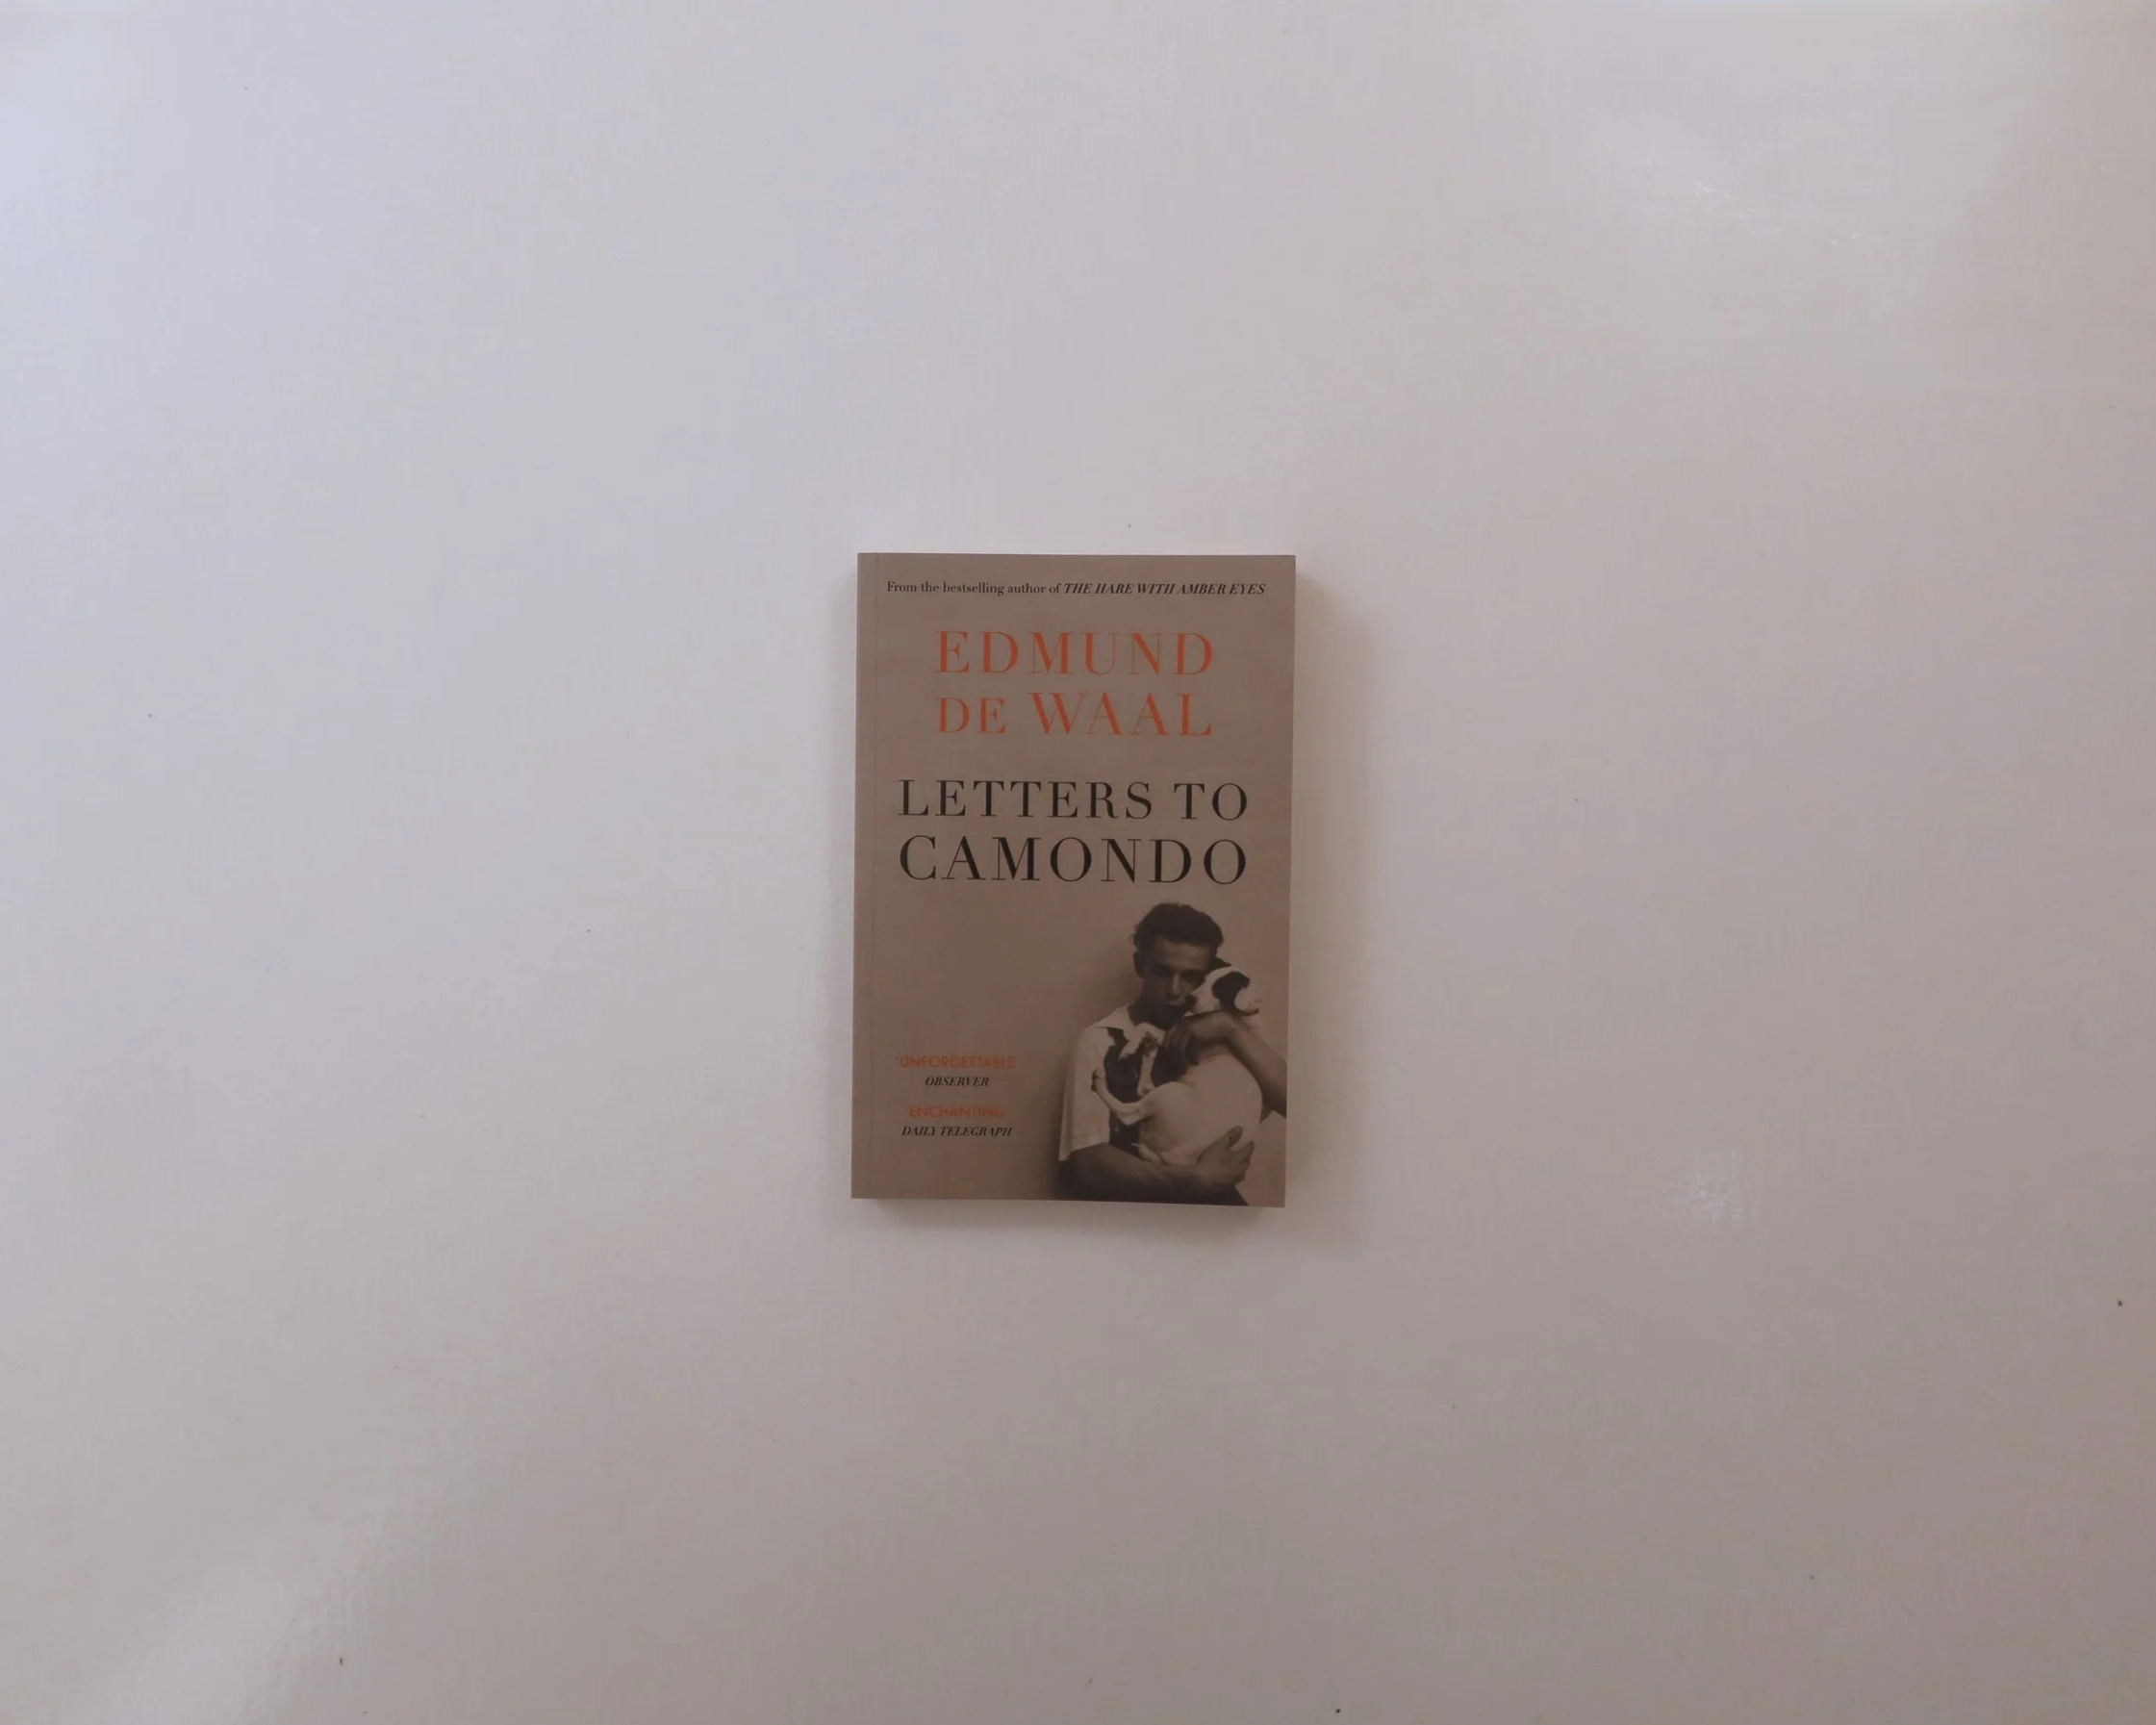 From the bestselling author of THE HARE WITH AMBER EYES
EDMUND
DE WAAL
LETTERS TO
CAMONDO
'UNFORGETTABLE'
OBSERVER
'ENCHANTING'
DAILY TELEGRAPH